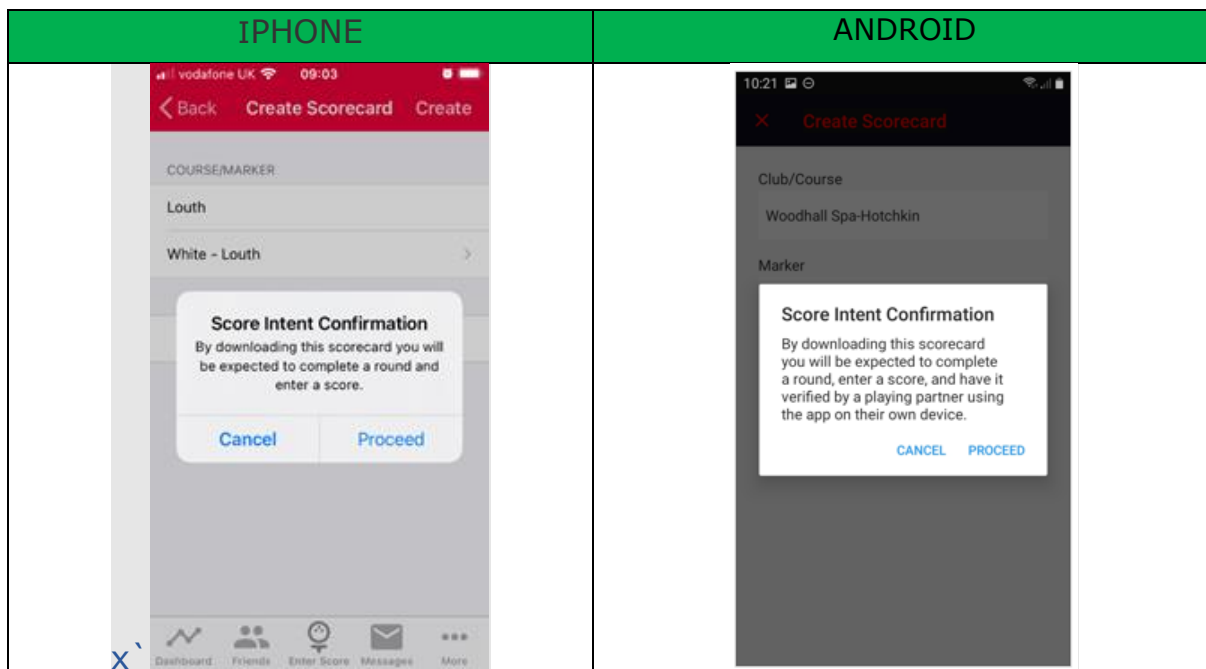 IPHONE
ANDROID
vodafone UK 09:03
Back Create Scorecard Create
COURSE/MARKER
Louth
White - Louth
Score Intent Confirmation
By downloading this scorecard you will
be expected to complete a round and
enter a score.
Cancel Proceed
Dashboard Friends Enter Score Messages More
x`
10:21
× Create Scorecard
Club/Course
Woodhall Spa-Hotchkin
Marker
Score Intent Confirmation
By downloading this scorecard
you will be expected to complete
a round, enter a score, and have it
verified by a playing partner using
the app on their own device.
CANCEL PROCEED